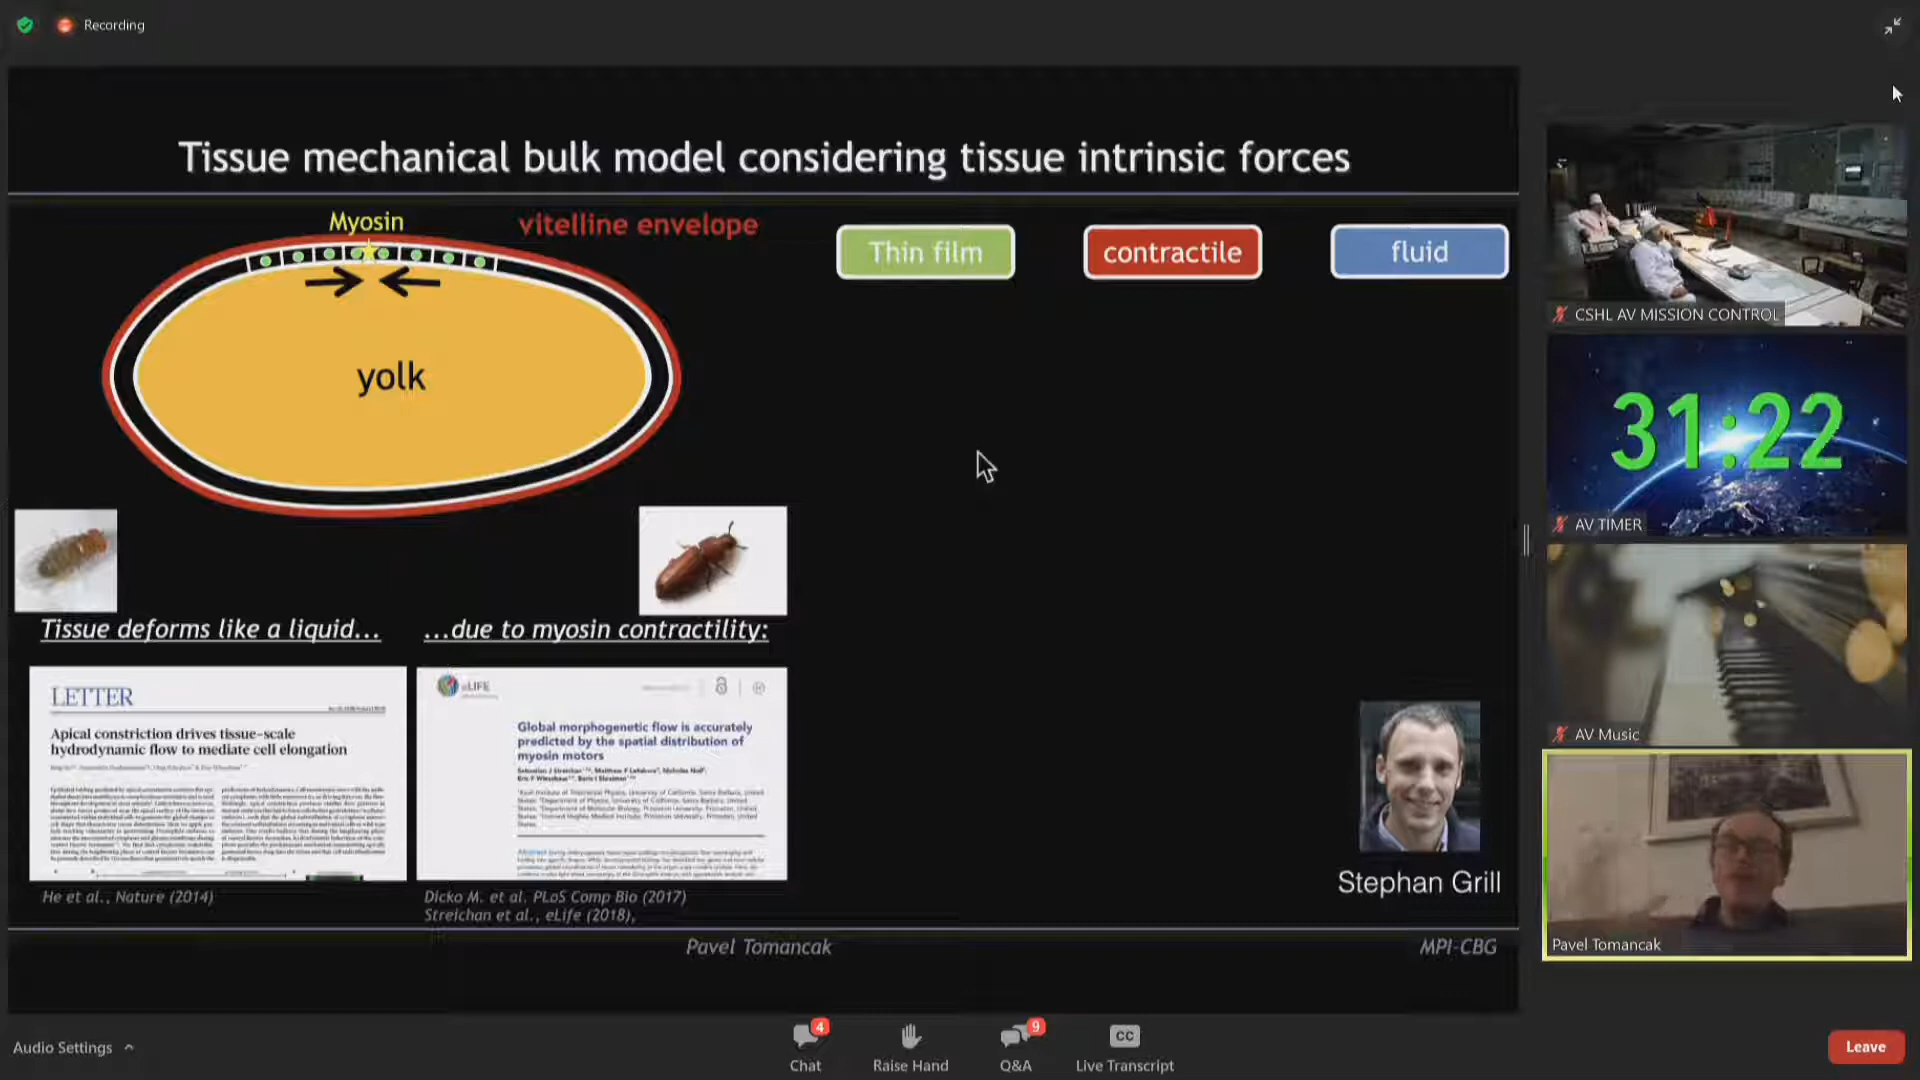 Recording
Tissue mechanical bulk model considering tissue intrinsic forces
Myosin
vitelline envelope
Thin film
contractile
fluid
yolk
Tissue deforms like a liquid...
...due to myosin contractility:
LETTER
Apical constriction drives tissue-scale
hydrodynamic flow to mediate cell elongation
eLIFE
Global morphogenetic flow is accurately
predicted by the spatial distribution of
myosin motors
He et al., Nature (2014)
Dicko M. et al. PLoS Comp Bio (2017)
Streichan et al., eLife (2018),
Stephan Grill
Pavel Tomancak
MPI-CBG
CSHL AV MISSION CONTROL
31:22
AV TIMER
AV Music
Pavel Tomancak
Audio Settings
4
Chat
Raise Hand
9
Q&A
CC
Live Transcript
Leave